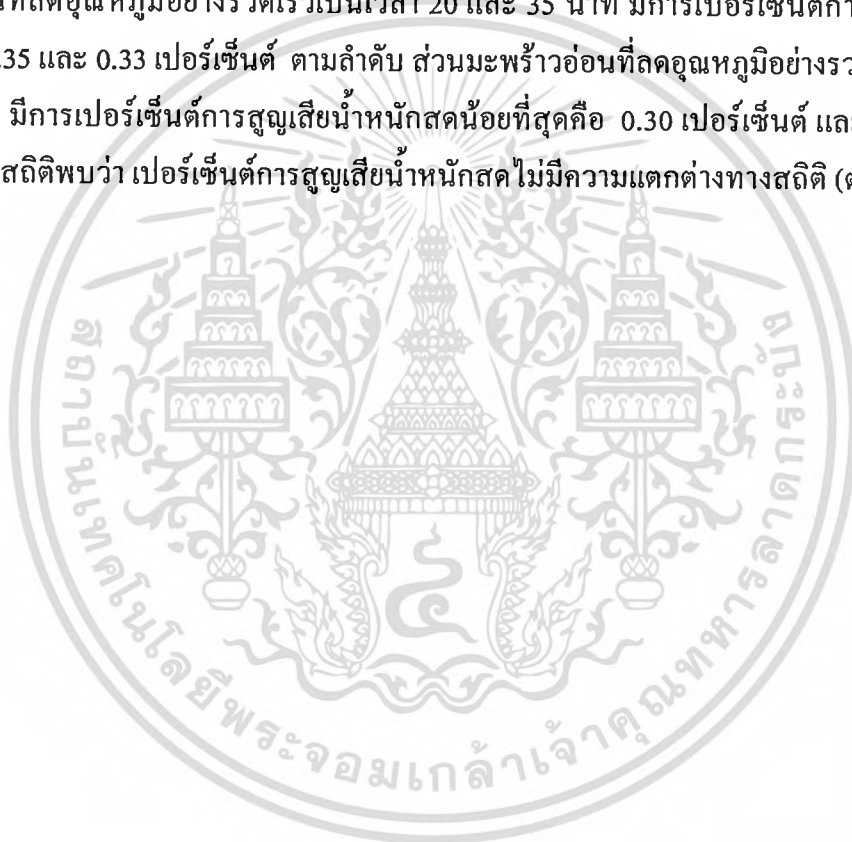 ที่ลดอุณหภูมิอย่างรวดเร็วเป็นเวลา 20 และ 35 นาที มีการเปอร์เซ็นต์กา
.35 และ 0.33 เปอร์เซ็นต์ ตามลำดับ ส่วนมะพร้าวอ่อนที่ลดอุณหภูมิอย่างรว
มีการเปอร์เซ็นต์การสูญเสียน้ำหนักสดน้อยที่สุดคือ 0.30 เปอร์เซ็นต์ และ
สถิติพบว่า เปอร์เซ็นต์การสูญเสียน้ำหนักสดไม่มีความแตกต่างทางสถิติ (ต
สถาบันเทคโนโลยีพระจอมเกล้าเจ้าคุณทหารลาดกระบัง